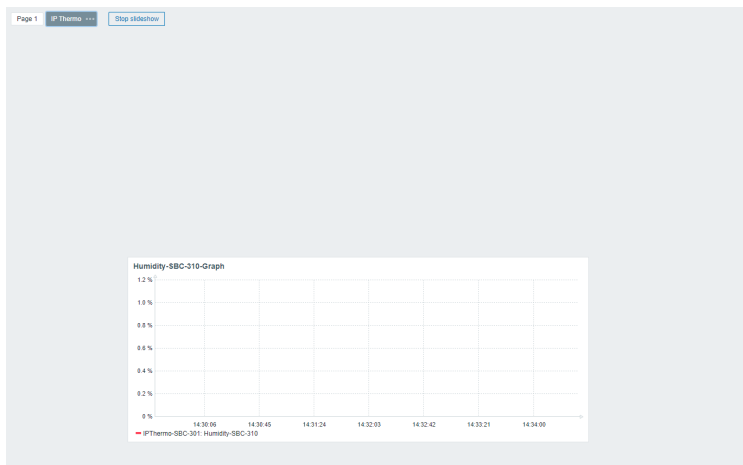 Page 1 IP Thermo Stop slideshow
Humidity-SBC-310-Graph
1.2 %
1.0 %
0.8 %
0.6 %
0.4 %
0.2 %
0 %
14:30:06 14:30:45 14:31:24 14:32:03 14:32:42 14:33:21 14:34:00
IPThermo-SBC-301: Humidity-SBC-310